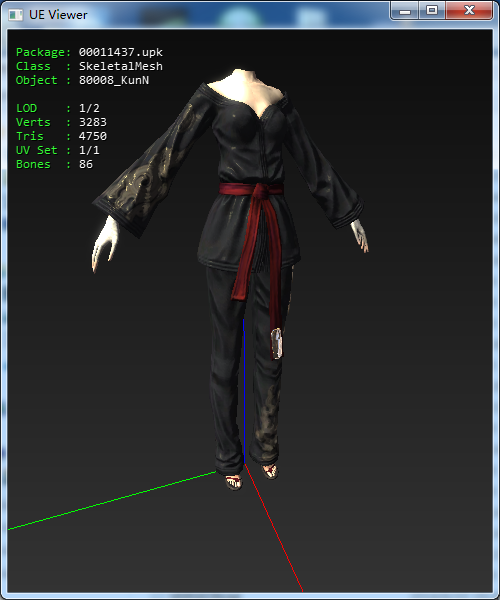 UE Viewer
Package: 00011437.upk
Class : SkeletalMesh
Object : 80008_KunN
LOD : 1/2
Verts : 3283
Tris : 4750
UV Set : 1/1
Bones : 86